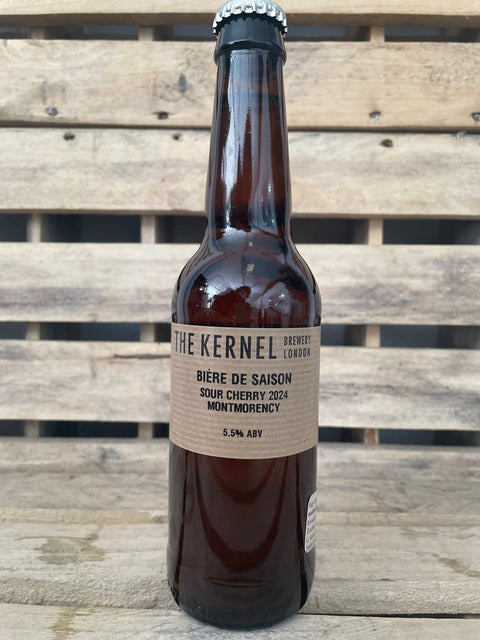 THE KERNEL BREWERY LONDON
BIÈRE DE SAISON
SOUR CHERRY 2024
MONTMORENCY
5.5% ABV